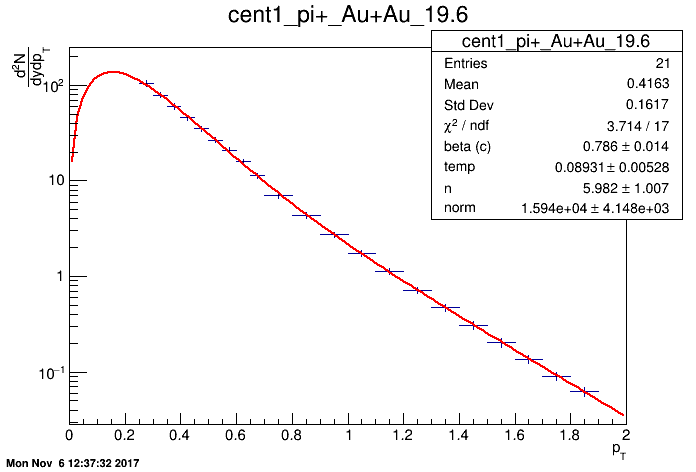 cent1_pi+_Au+Au_19.6
cent1_pi+_Au+Au_19.6
Entries 21
Mean 0.4163
Std Dev 0.1617
χ² / ndf 3.714 / 17
beta (c) 0.786 ± 0.014
temp 0.08931 ± 0.00528
n 5.982 ± 1.007
norm 1.594e+04 ± 4.148e+03
d²N
dydp_T
10²
10
1
10⁻¹
0 0.2 0.4 0.6 0.8 1 1.2 1.4 1.6 1.8 2
p_T
Mon Nov 6 12:37:32 2017